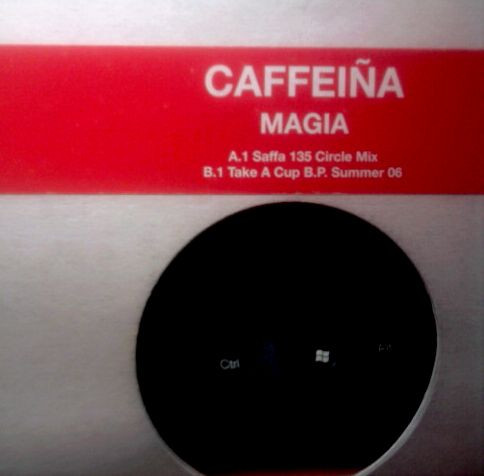 CAFFEIÑA
MAGIA
A.1 Saffa 135 Circle Mix
B.1 Take A Cup B.P. Summer 06
Ctrl